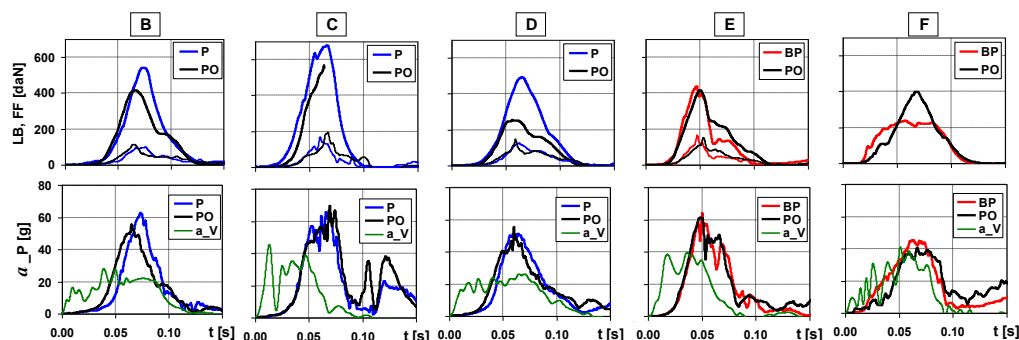 B C D E F
LB, FF [daN]
600
400
200
0
P
PO
P
PO
P
PO
BP
PO
BP
PO
a_P [g]
80
60
40
20
0
P
PO
a_V
P
PO
a_V
P
PO
a_V
BP
PO
a_V
BP
PO
a_V
0.00 0.05 0.10 t [s] 0.00 0.05 0.10 t [s] 0.00 0.05 0.10 t [s] 0.00 0.05 0.10 t [s] 0.00 0.05 0.10 t [s]